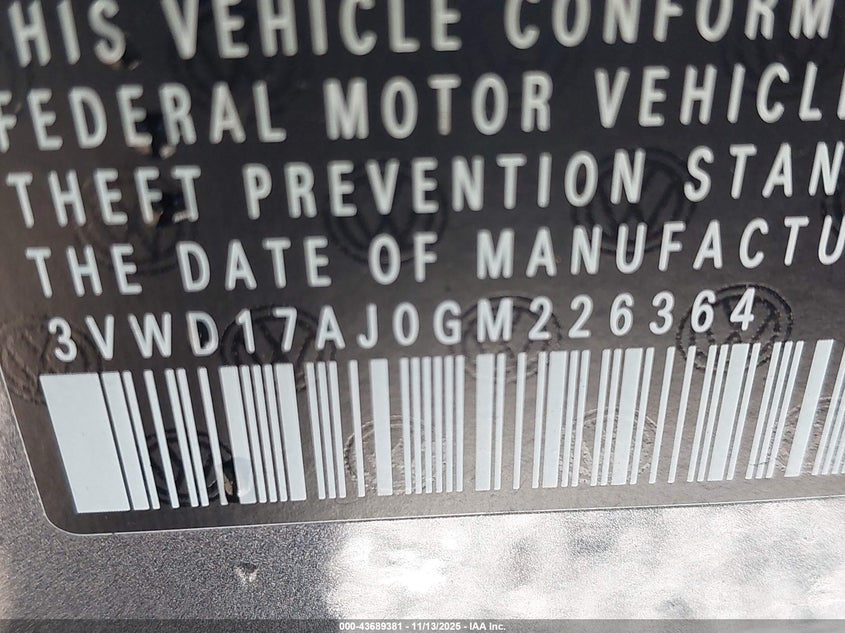 HIS VEHICLE CONFORM
FEDERAL MOTOR VEHICLE
THEFT PREVENTION STAN
THE DATE OF MANUFACTU
3VWD17AJ0GM226364
000-43689381 - 11/13/2025 - IAA Inc.